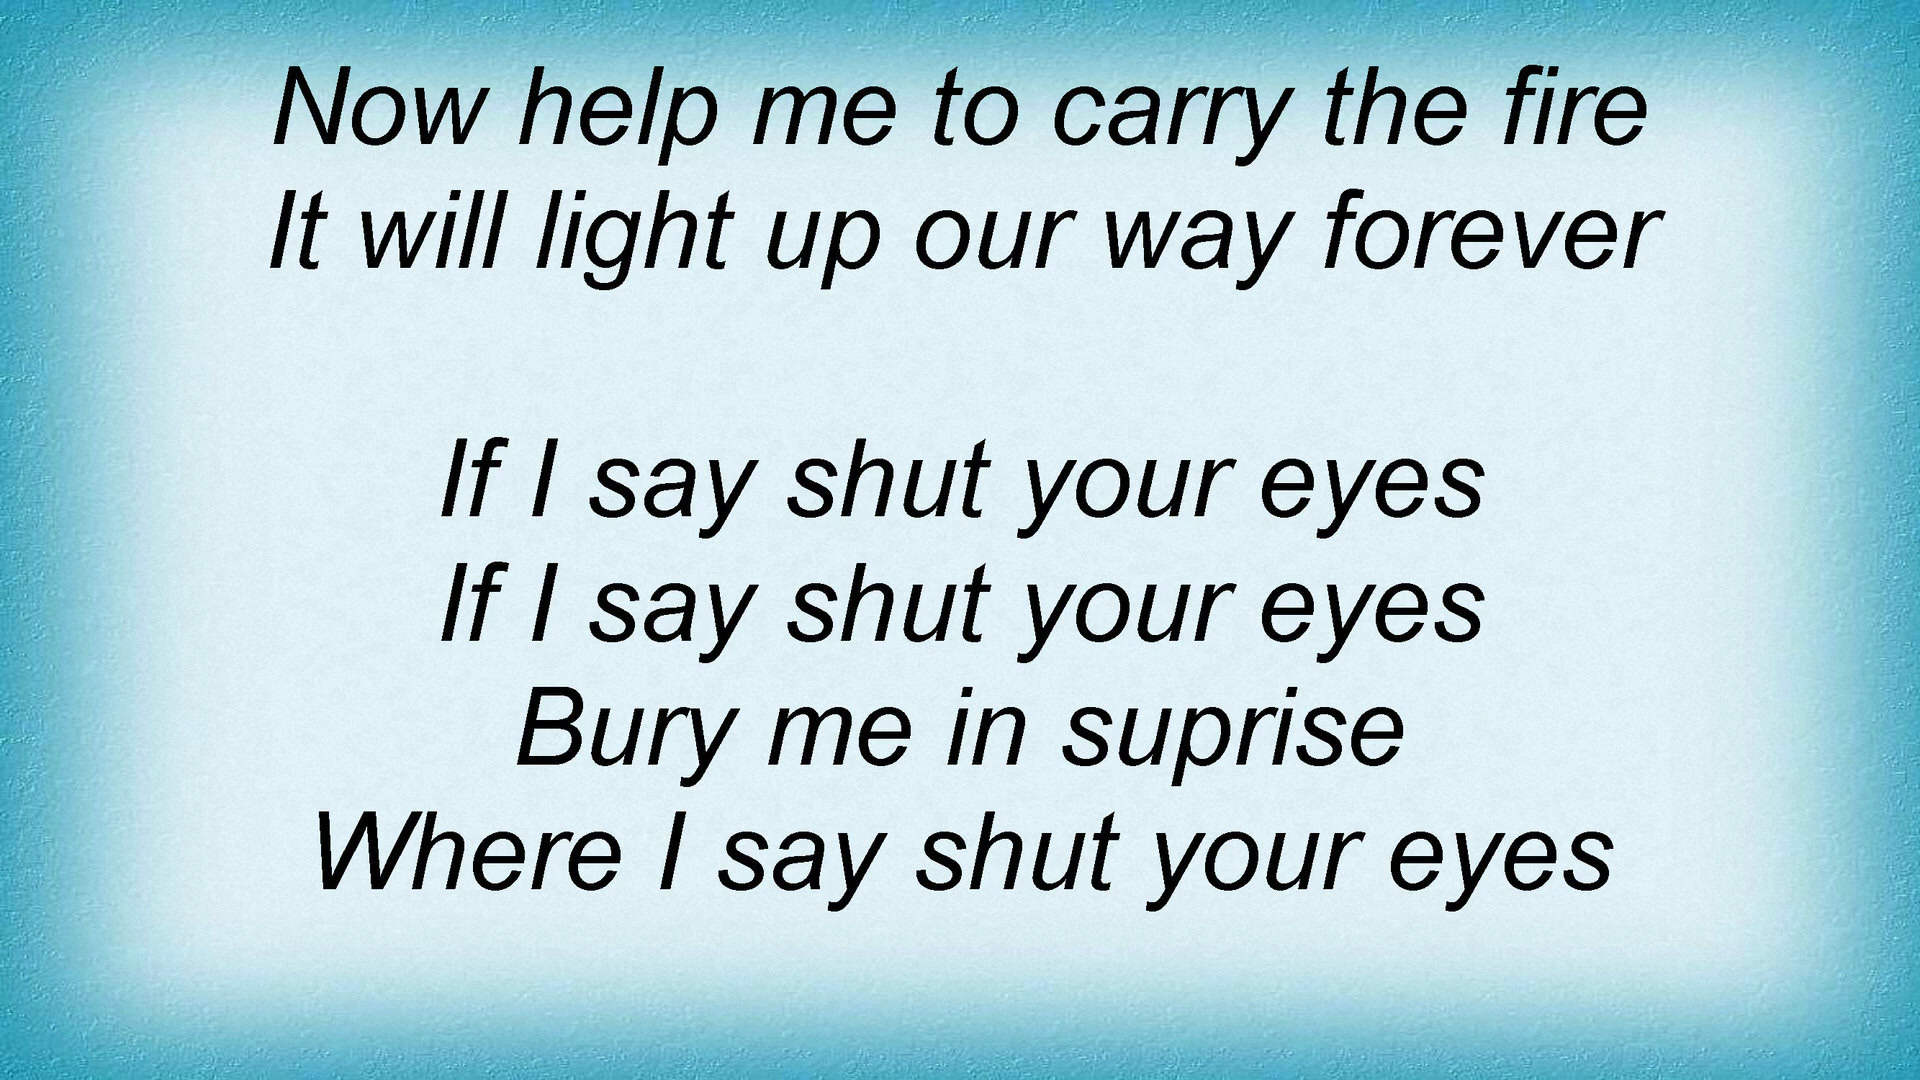 Now help me to carry the fire
It will light up our way forever
If I say shut your eyes
If I say shut your eyes
Bury me in suprise
Where I say shut your eyes